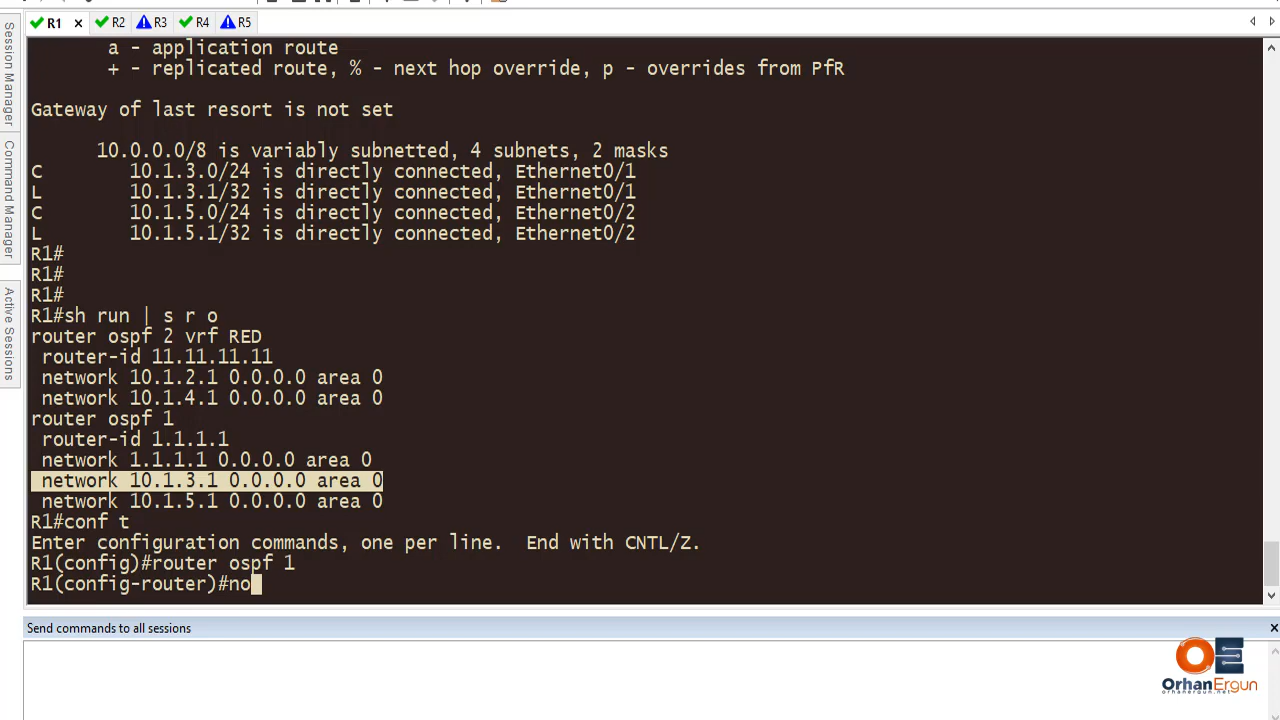 R1 × R2 R3 R4 R5
Session Manager
Command Manager
Active Sessions
a - application route
+ - replicated route, % - next hop override, p - overrides from PfR
Gateway of last resort is not set
10.0.0.0/8 is variably subnetted, 4 subnets, 2 masks
C 10.1.3.0/24 is directly connected, Ethernet0/1
L 10.1.3.1/32 is directly connected, Ethernet0/1
C 10.1.5.0/24 is directly connected, Ethernet0/2
L 10.1.5.1/32 is directly connected, Ethernet0/2
R1#
R1#
R1#
R1#sh run | s r o
router ospf 2 vrf RED
router-id 11.11.11.11
network 10.1.2.1 0.0.0.0 area 0
network 10.1.4.1 0.0.0.0 area 0
router ospf 1
router-id 1.1.1.1
network 1.1.1.1 0.0.0.0 area 0
network 10.1.3.1 0.0.0.0 area 0
network 10.1.5.1 0.0.0.0 area 0
R1#conf t
Enter configuration commands, one per line. End with CNTL/Z.
R1(config)#router ospf 1
R1(config-router)#no
Send commands to all sessions ×
OrhanErgun
orhanergun.net